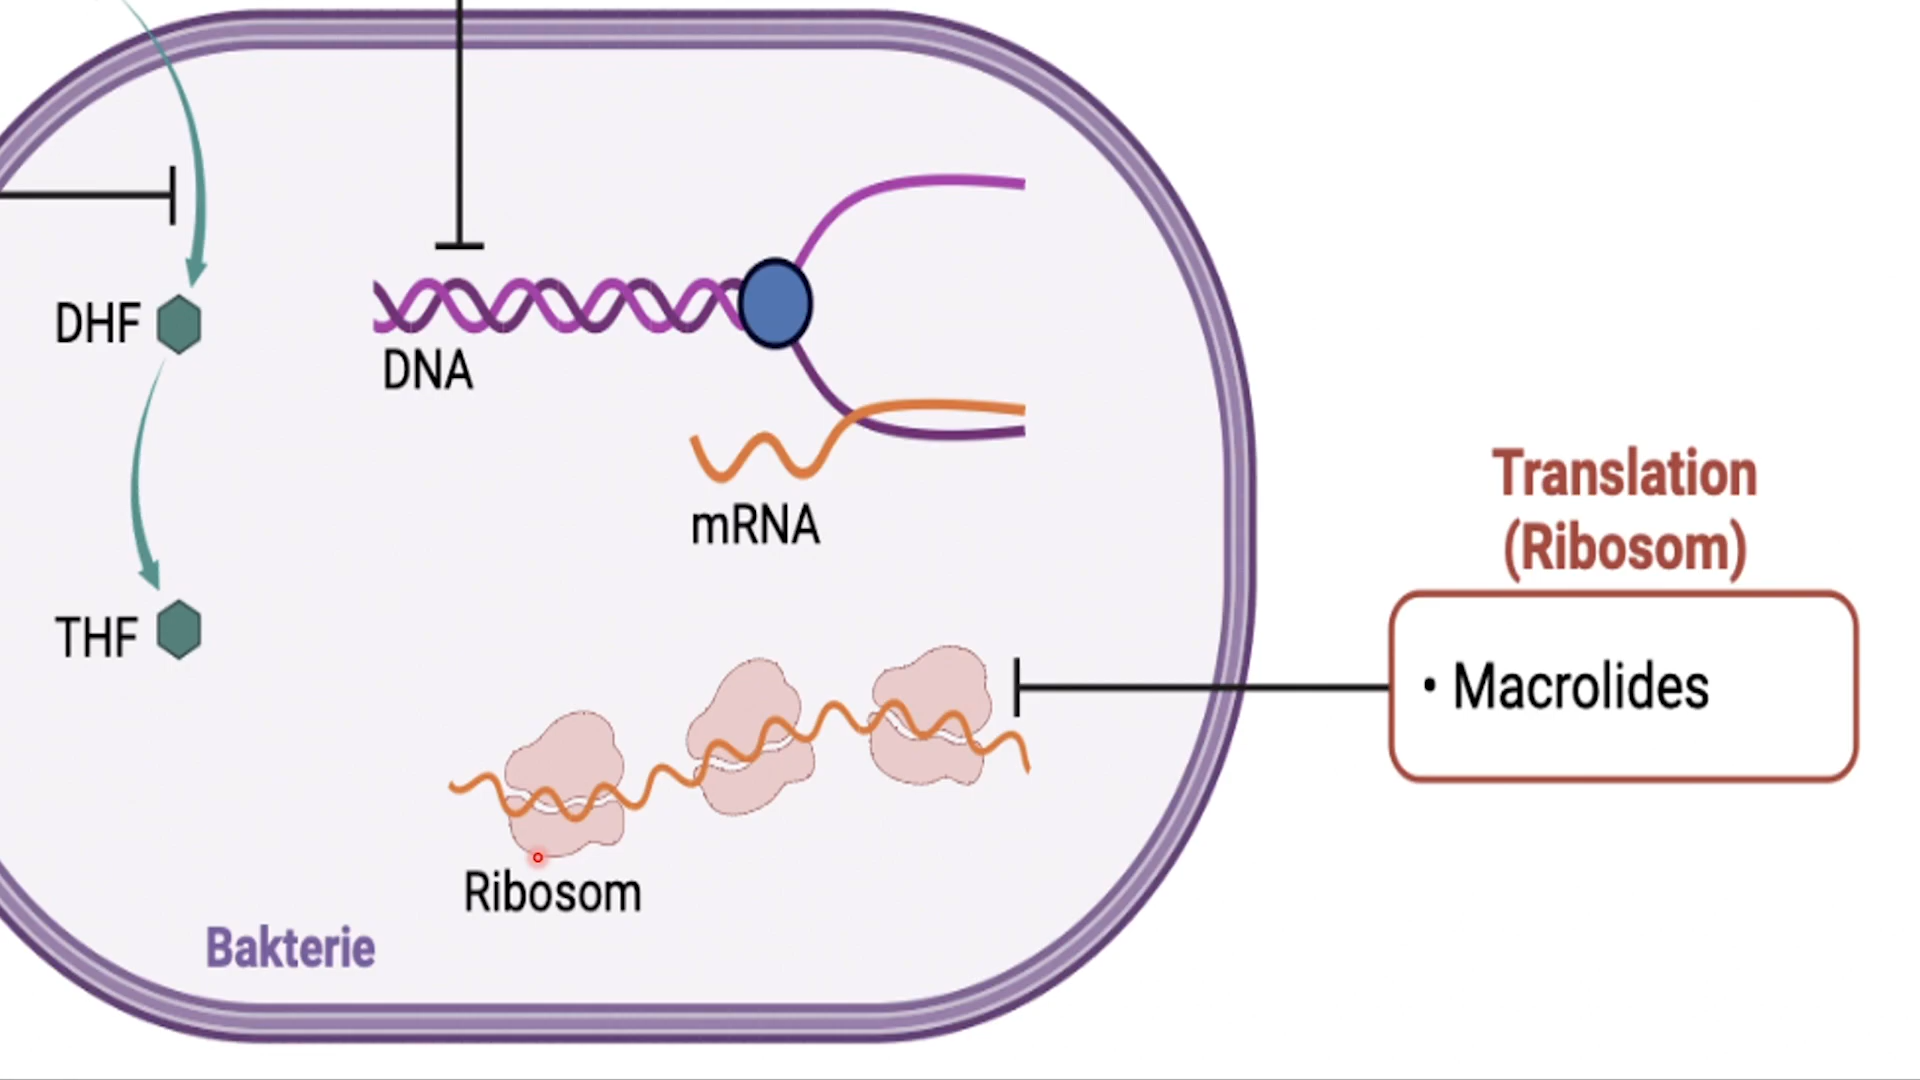 DHF
DNA
mRNA
Translation
(Ribosom)
THF
• Macrolides
Ribosom
Bakterie